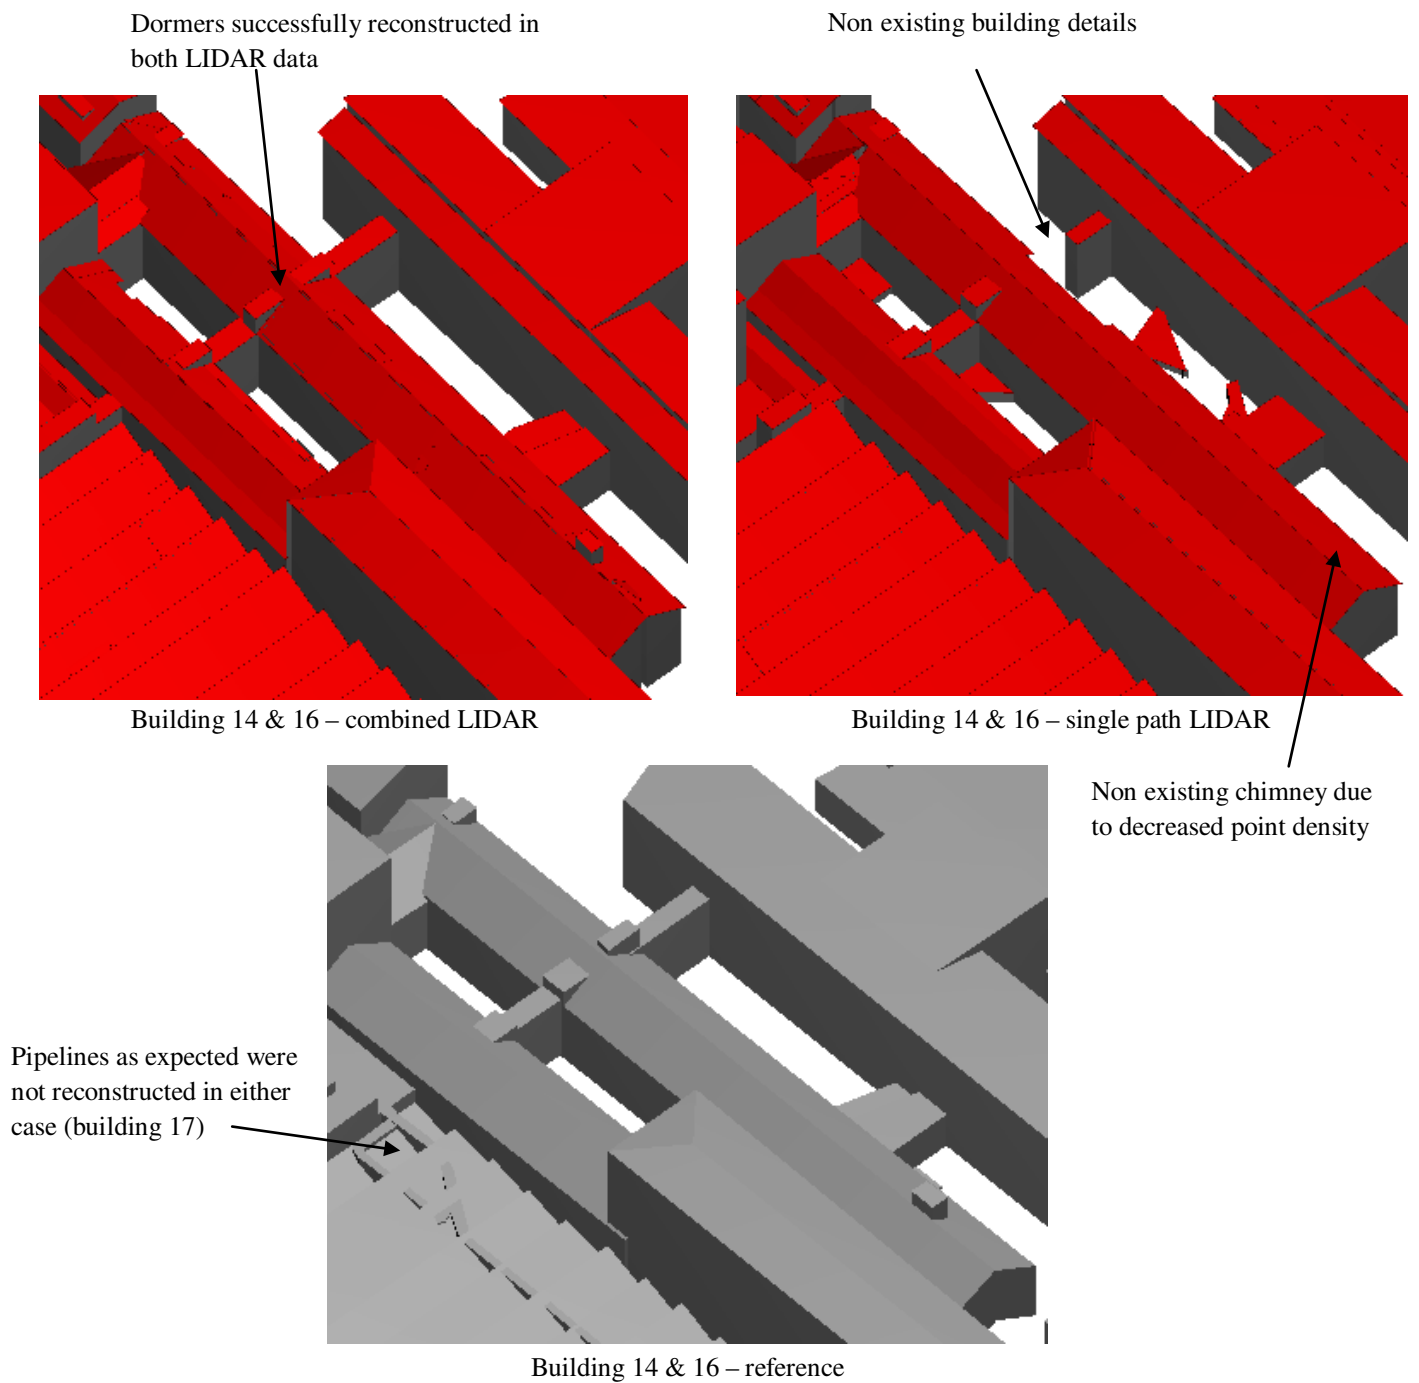 Dormers successfully reconstructed in
both LIDAR data
Non existing building details
Building 14 & 16 – combined LIDAR
Building 14 & 16 – single path LIDAR
Non existing chimney due
to decreased point density
Pipelines as expected were
not reconstructed in either
case (building 17)
Building 14 & 16 – reference